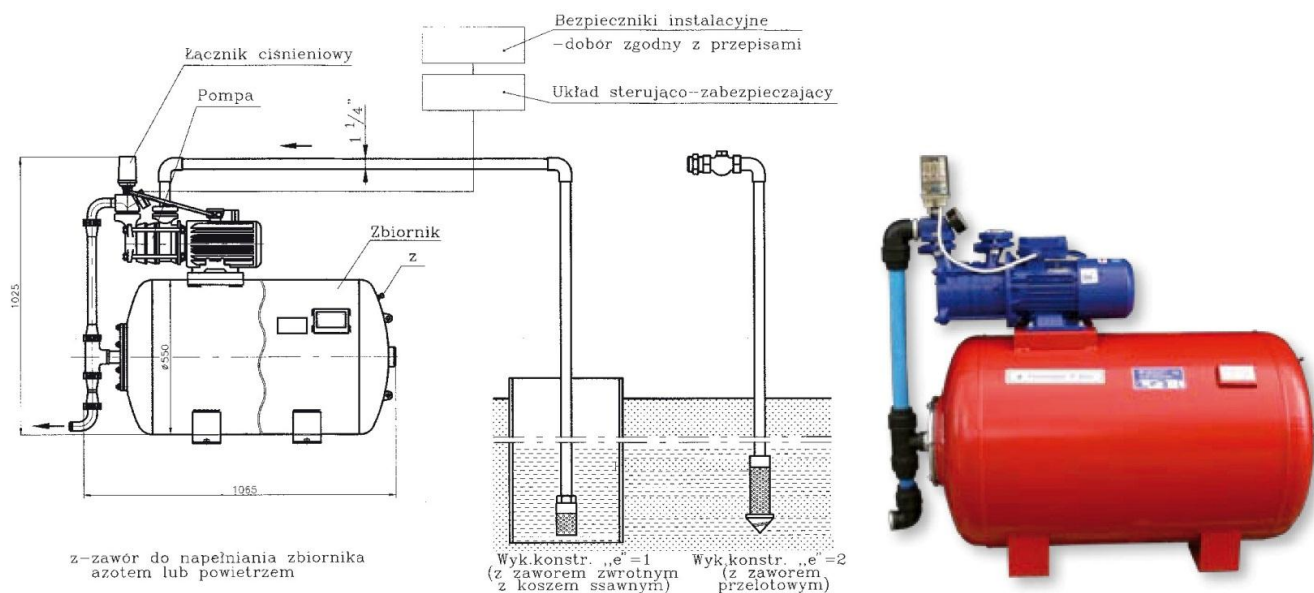 Bezpieczniki instalacyjne
-dobór zgodny z przepisami
Łącznik ciśnieniowy
Układ sterująco--zabezpieczający
Pompa
1 1/4"
Zbiornik
z
1025
ø550
1065
z-zawór do napełniania zbiornika
azotem lub powietrzem
Wyk.konstr. ,,e"=1
(z zaworem zwrotnym
z koszem ssawnym)
Wyk.konstr. ,,e"=2
(z zaworem
przelotowym)